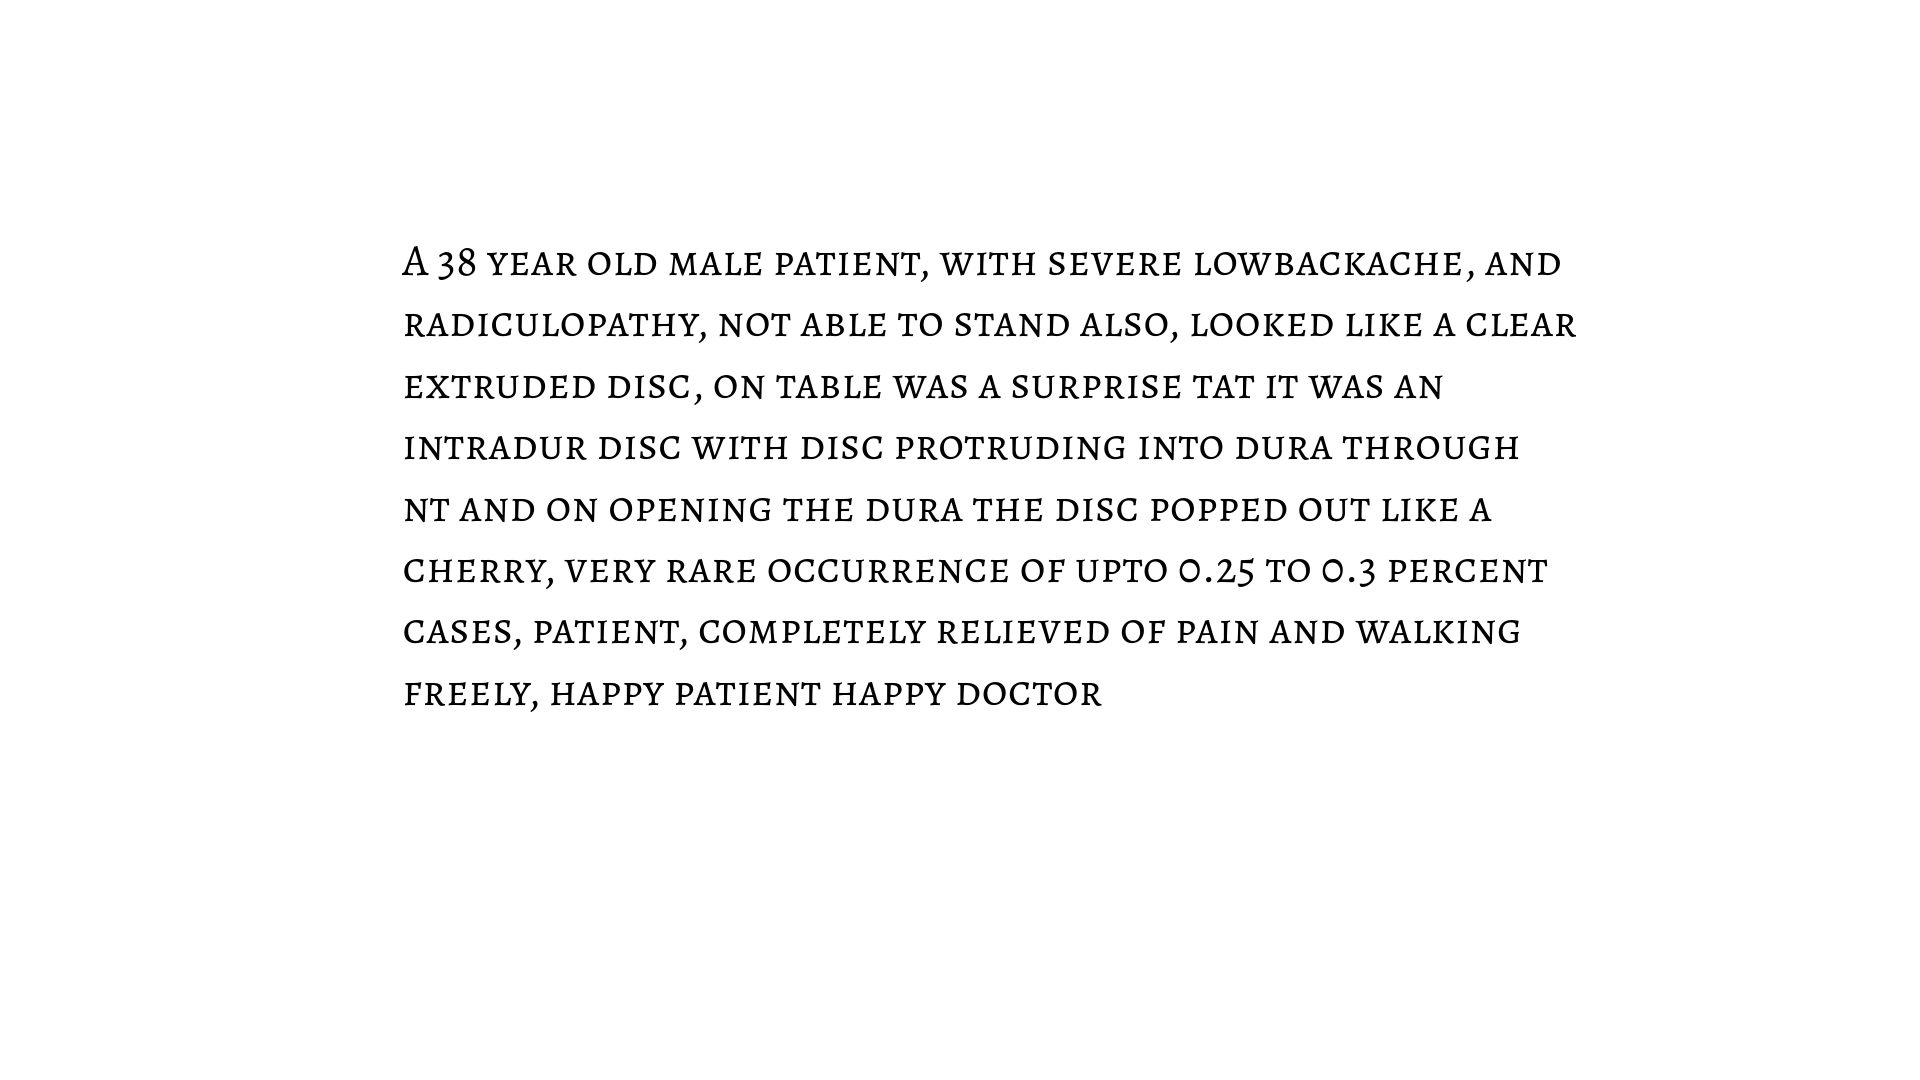 A 38 year old male patient, with severe lowbackache, and
radiculopathy, not able to stand also, looked like a clear
extruded disc, on table was a surprise tat it was an
intradur disc with disc protruding into dura through
nt and on opening the dura the disc popped out like a
cherry, very rare occurrence of upto 0.25 to 0.3 percent
cases, patient, completely relieved of pain and walking
freely, happy patient happy doctor